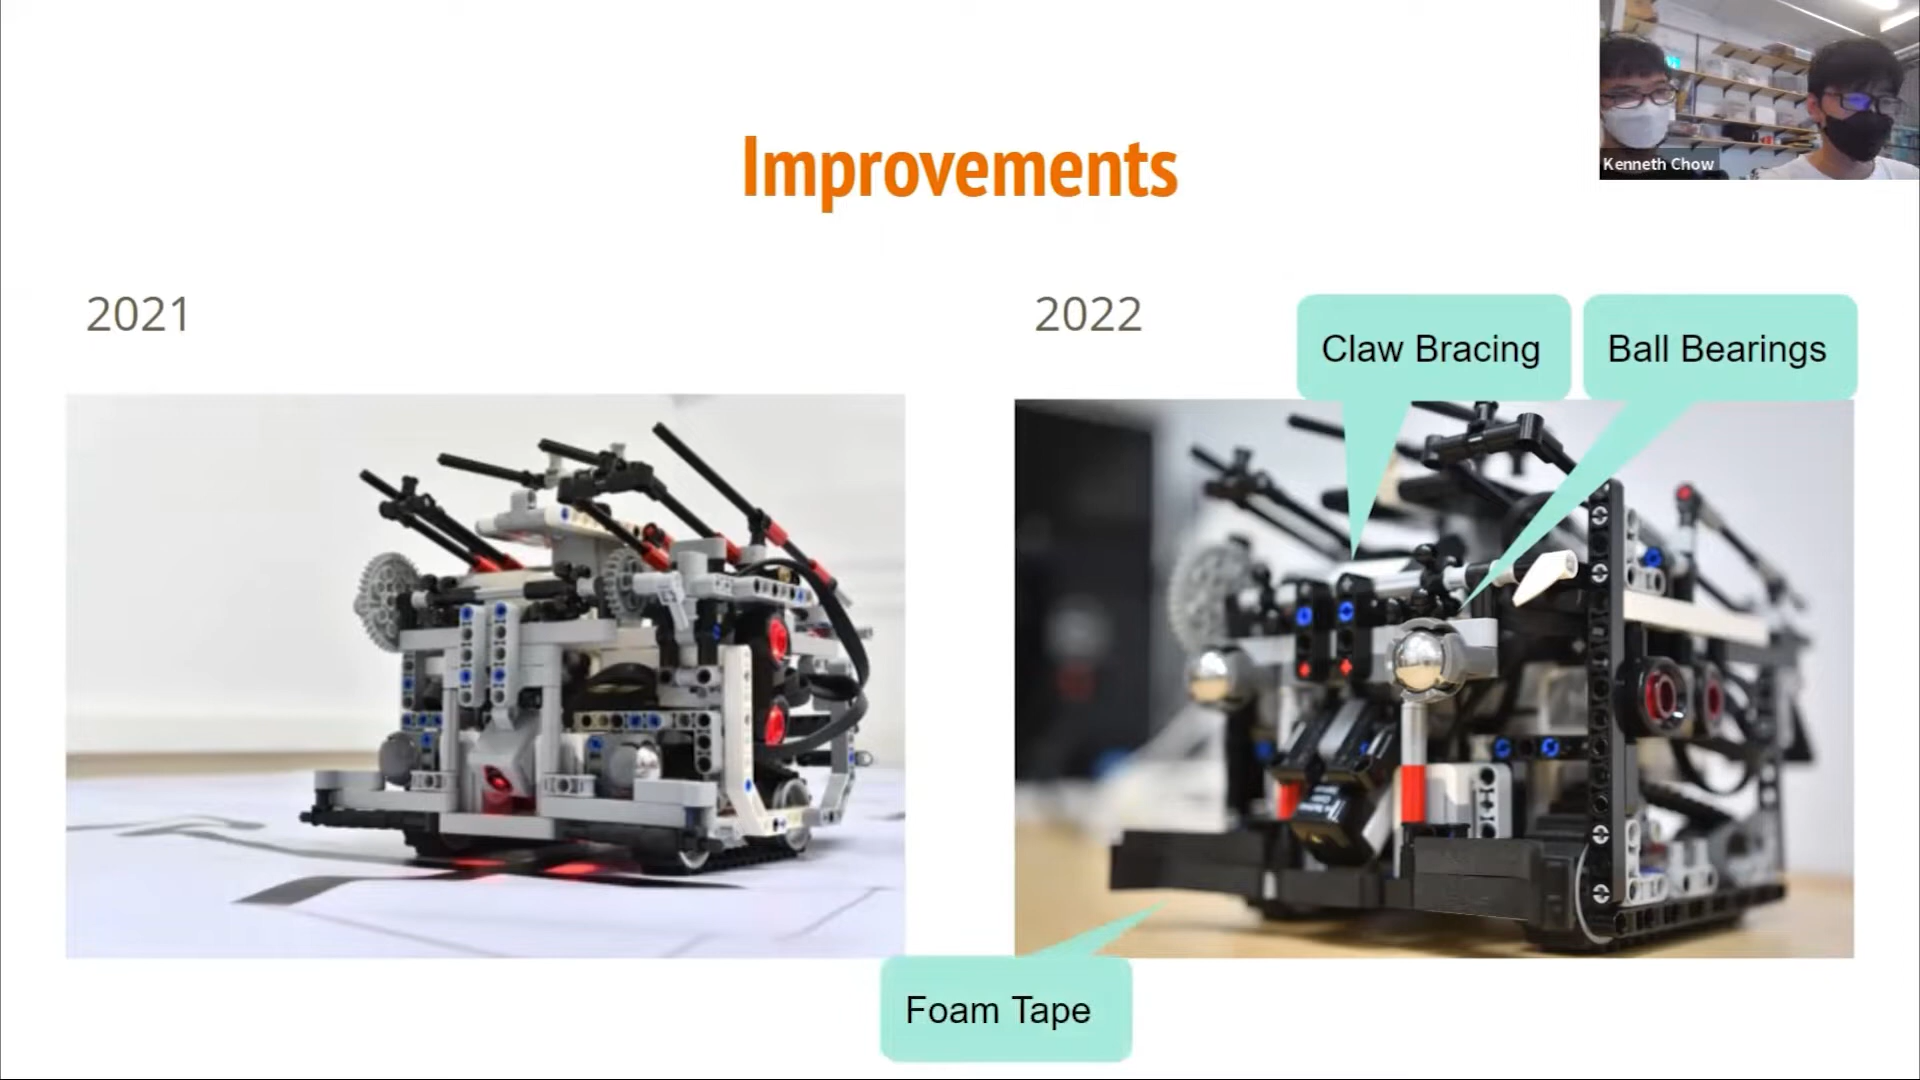 Improvements
Kenneth Chow
2021
2022
Claw Bracing
Ball Bearings
Foam Tape